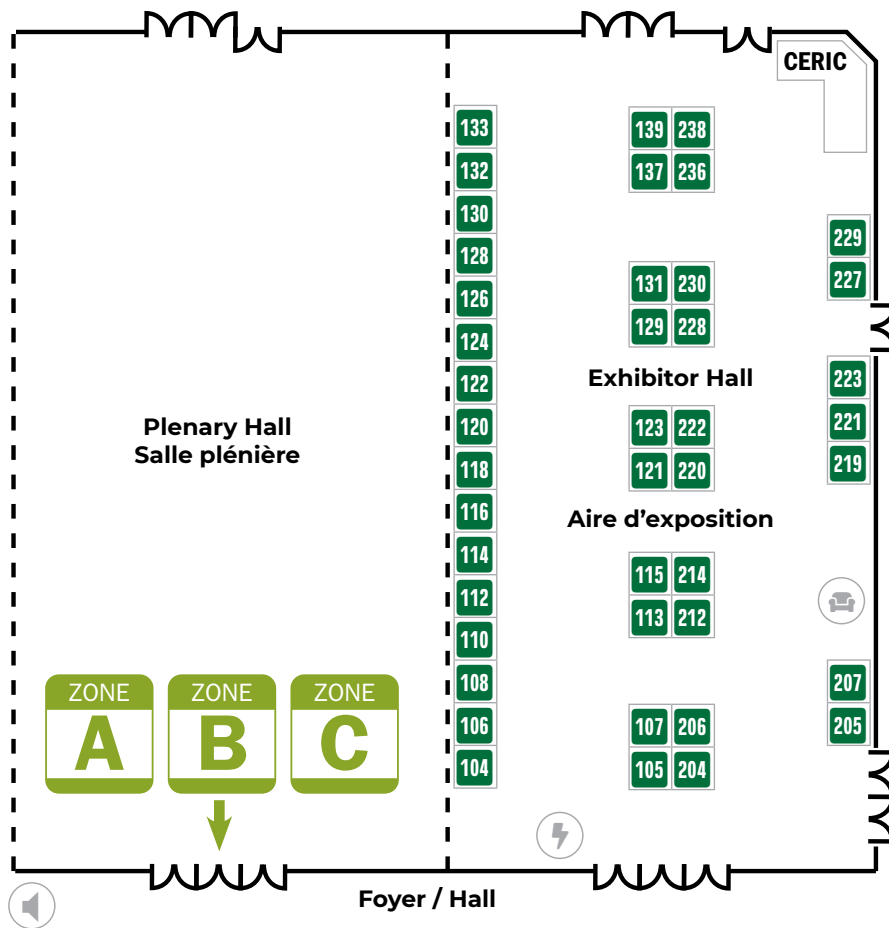 CERIC
133
139 238
132
137 236
130
229
128
131 230
227
126
129 228
124
Exhibitor Hall
223
122
123 222
221
120
Plenary Hall
Salle plénière
121 220
219
118
116
Aire d'exposition
114
115 214
112
113 212
110
ZONE
A
ZONE
B
ZONE
C
108
207
106
107 206
205
104
105 204
Foyer / Hall